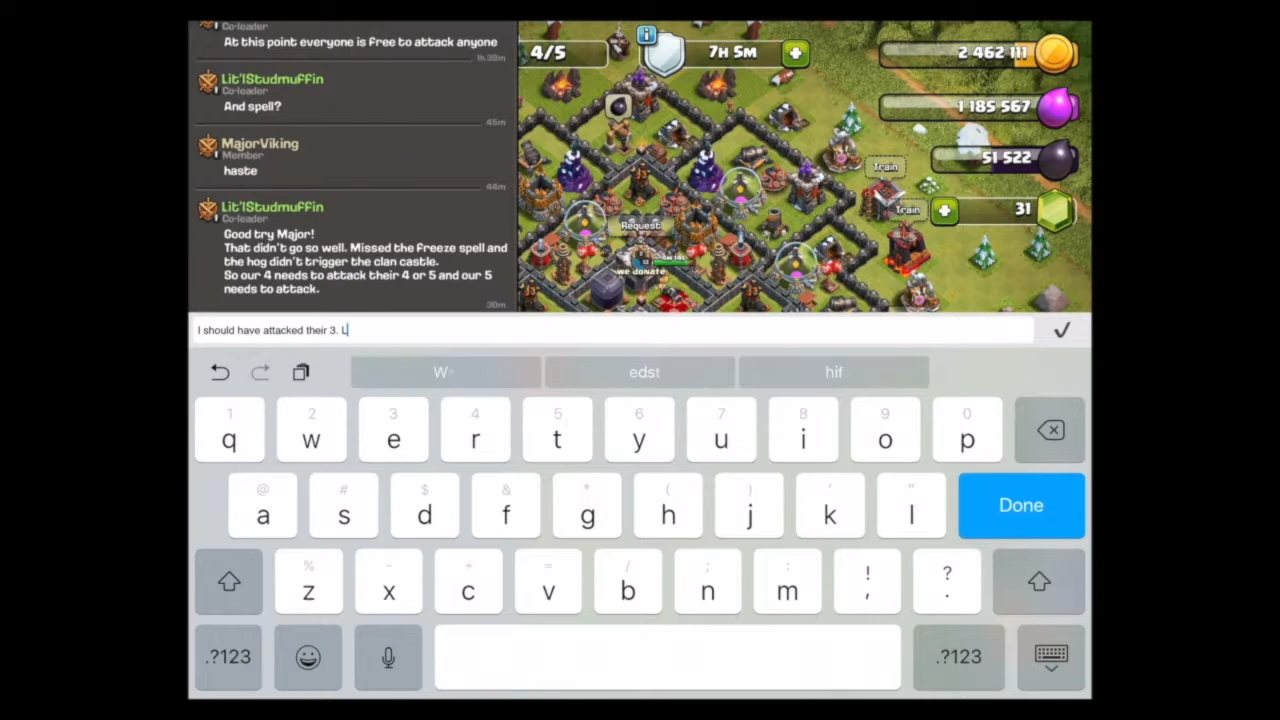 Co-leader
At this point everyone is free to attack anyone
1h 38m
Lit'lStudmuffin
Co-leader
And spell?
45m
MajorViking
Member
haste
44m
Lit'lStudmuffin
Co-leader
Good try Major!
That didn't go so well. Missed the freeze spell and
the hog didn't trigger the clan castle.
So our 4 needs to attack their 4 or 5 and our 5
needs to attack.
30m
4/5
i
7H 5M
2 462 111
1 185 567
51 522
31
Train
Train
Request
we donate
I should have attacked their 3. L
W
edst
hif
1 2 3 4 5 6 7 8 9 0
q w e r t y u i o p
@ # $ & * ( ) ' "
a s d f g h j k l
Done
% - + = / ; : ! ?
z x c v b n m , .
.?123
.?123